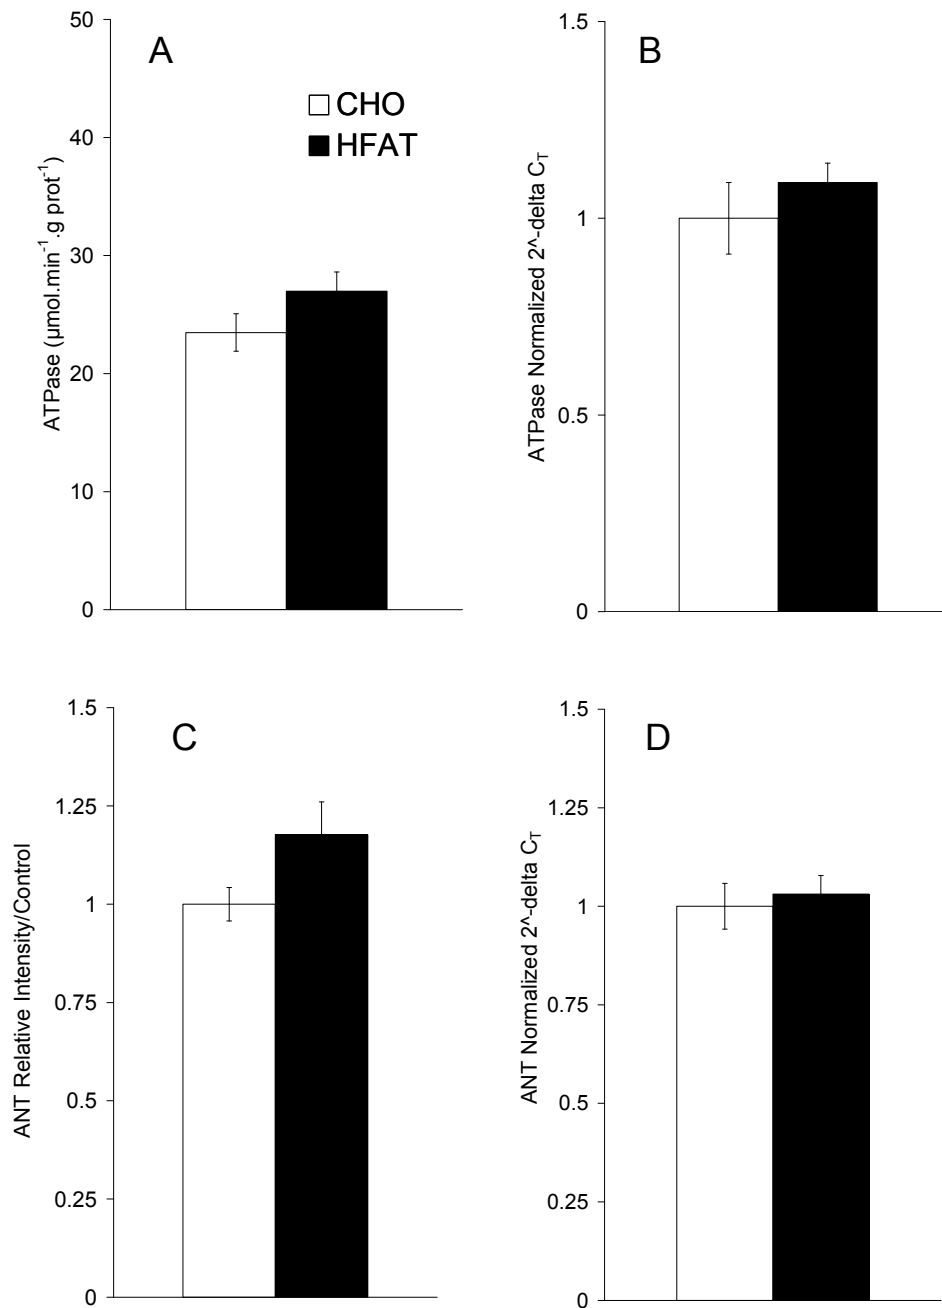 A
CHO
HFAT
50
40
30
20
10
0
ATPase (µmol.min⁻¹.g prot⁻¹)
B
1.5
1
0.5
0
ATPase Normalized 2^-delta C_T
C
1.5
1.25
1
0.75
0.5
0.25
0
ANT Relative Intensity/Control
D
1.5
1.25
1
0.75
0.5
0.25
0
ANT Normalized 2^-delta C_T